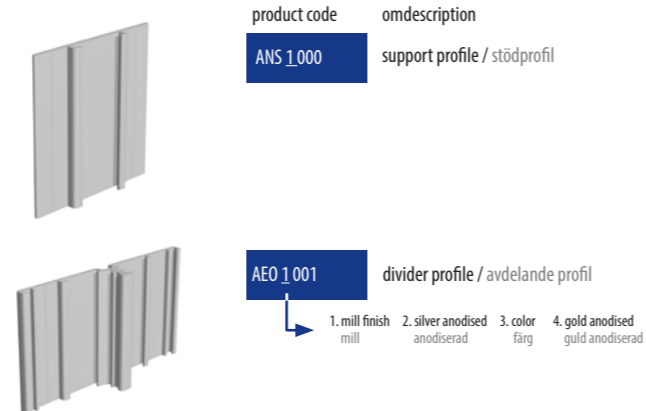 product code omdescription
ANS 1 000 support profile / stödprofil
AEO 1 001 divider profile / avdelande profil
1. mill finish 2. silver anodised 3. color 4. gold anodised
mill anodiserad färg guld anodiserad